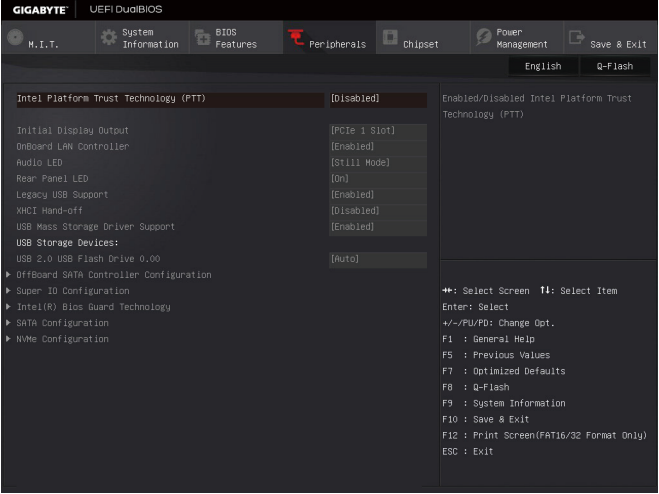 GIGABYTE™ UEFI DualBIOS
M.I.T. System Information BIOS Features Peripherals Chipset Power Management Save & Exit
English Q-Flash
Intel Platform Trust Technology (PTT) [Disabled]
Initial Display Output [PCIe 1 Slot]
OnBoard LAN Controller [Enabled]
Audio LED [Still Mode]
Rear Panel LED [On]
Legacy USB Support [Enabled]
XHCI Hand-off [Disabled]
USB Mass Storage Driver Support [Enabled]
USB Storage Devices:
USB 2.0 USB Flash Drive 0.00 [Auto]
OffBoard SATA Controller Configuration
Super IO Configuration
Intel(R) Bios Guard Technology
SATA Configuration
NVMe Configuration
Enabled/Disabled Intel Platform Trust
Technology (PTT)
→←: Select Screen ↑↓: Select Item
Enter: Select
+/-/PU/PD: Change Opt.
F1 : General Help
F5 : Previous Values
F7 : Optimized Defaults
F8 : Q-Flash
F9 : System Information
F10 : Save & Exit
F12 : Print Screen(FAT16/32 Format Only)
ESC : Exit